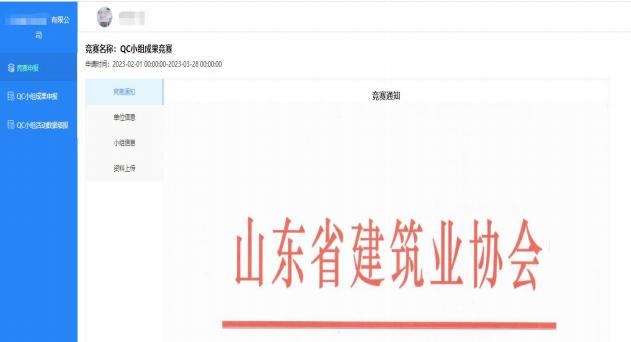 有限公
司
竞赛申报
QC小组成果申报
QC小组活动数据填报
竞赛名称：QC小组成果竞赛
申请时间：2023-02-01 00:00:00-2023-03-28 00:00:00
竞赛通知
单位信息
小组信息
资料上传
竞赛通知
山东省建筑业协会